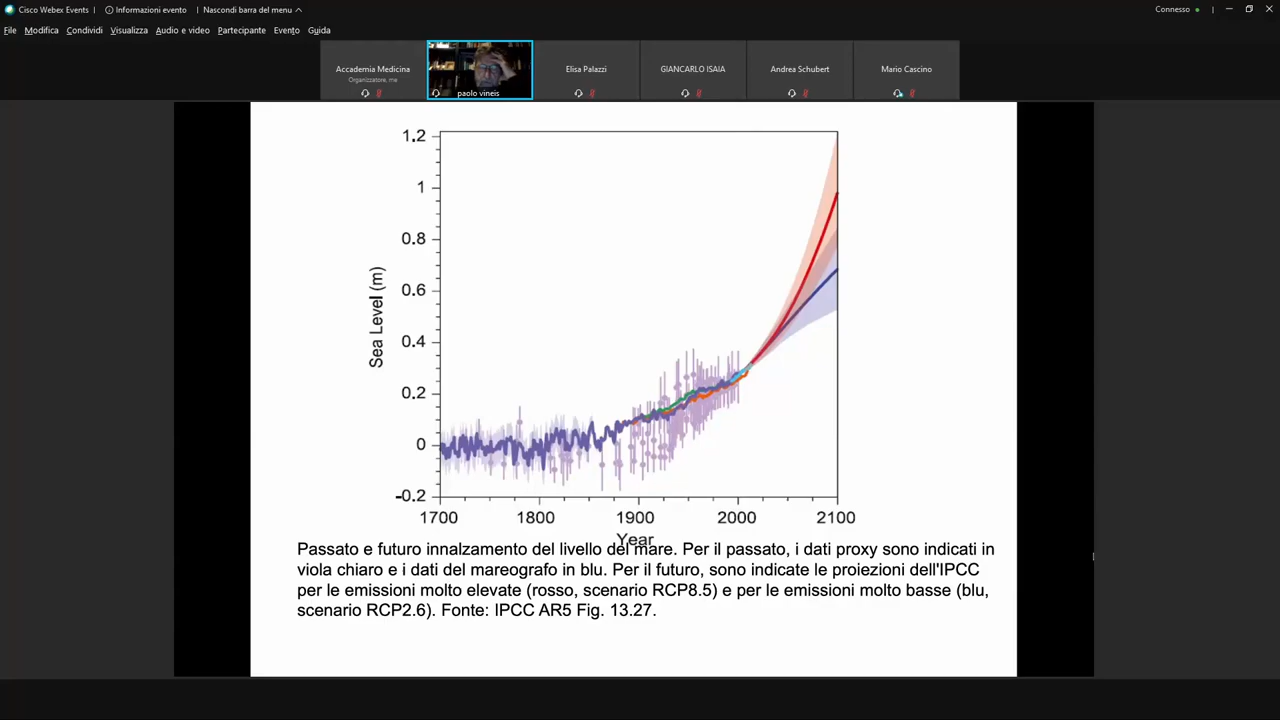 Cisco Webex Events
Informazioni evento
Nascondi barra del menu
Connesso
File Modifica Condividi Visualizza Audio e video Partecipante Evento Guida
Accademia Medicina
Organizzatore, me
paolo vineis
Elisa Palazzi
GIANCARLO ISAIA
Andrea Schubert
Mario Cascino
1.2
1
0.8
0.6
0.4
0.2
0
-0.2
Sea Level (m)
1700 1800 1900 2000 2100
Year
Passato e futuro innalzamento del livello del mare. Per il passato, i dati proxy sono indicati in
viola chiaro e i dati del mareografo in blu. Per il futuro, sono indicate le proiezioni dell'IPCC
per le emissioni molto elevate (rosso, scenario RCP8.5) e per le emissioni molto basse (blu,
scenario RCP2.6). Fonte: IPCC AR5 Fig. 13.27.